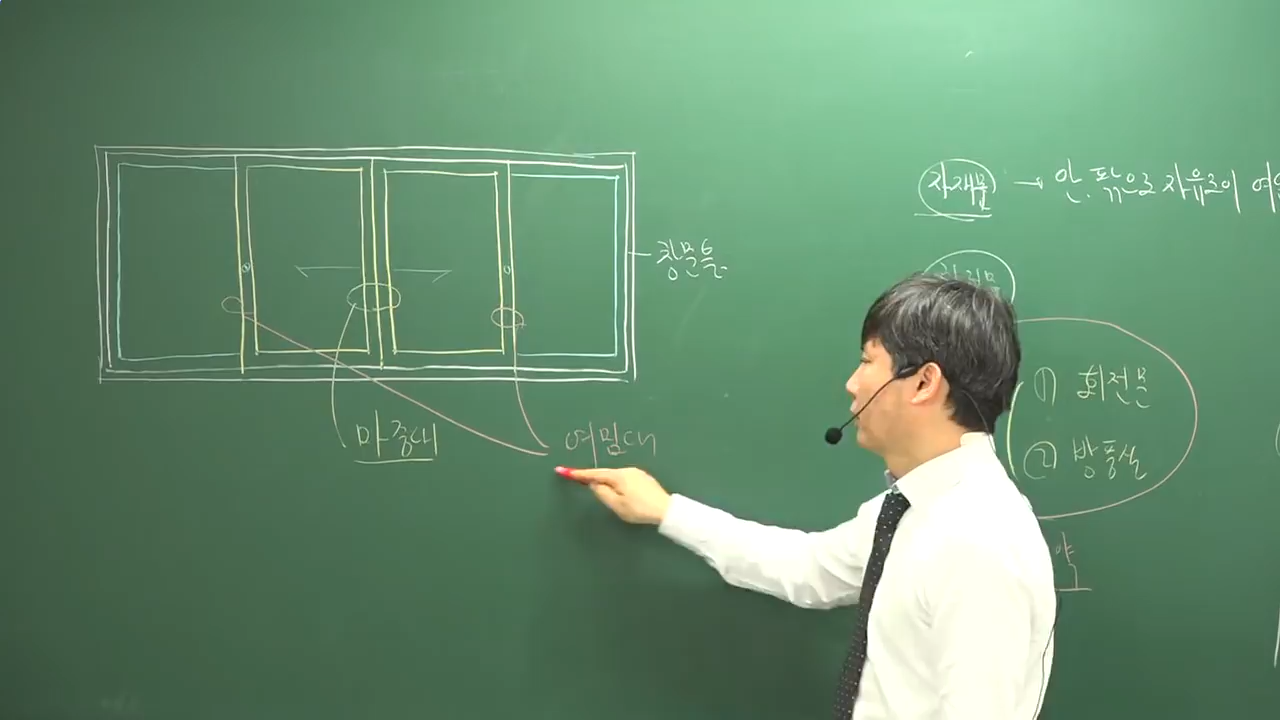 창문틀
마중대
여밈대
자재문 → 안.팎으로 자유로이 여
① 회전문
② 방풍실